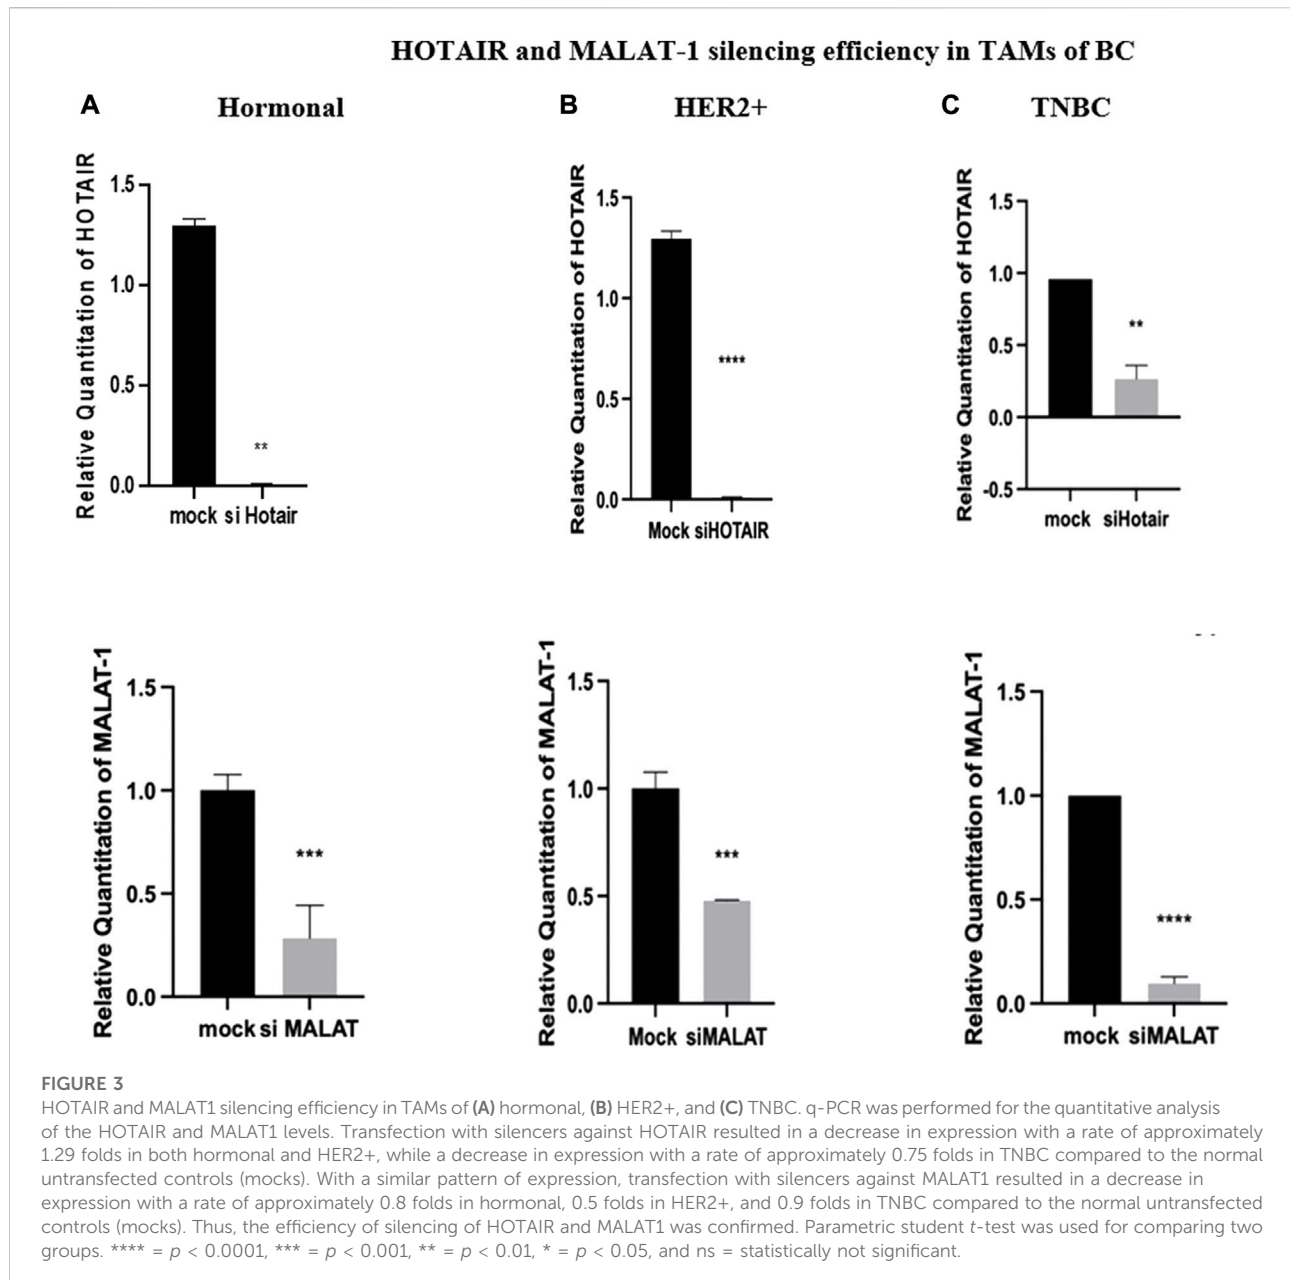 HOTAIR and MALAT-1 silencing efficiency in TAMs of BC
A Hormonal
Relative Quantitation of HOTAIR
1.5
1.0
0.5
0.0
**
mock si Hotair
B HER2+
Relative Quantitation of HOTAIR
1.5
1.0
0.5
0.0
****
Mock siHOTAIR
C TNBC
Relative Quantitation of HOTAIR
1.5
1.0
0.5
0.0
-0.5
**
mock siHotair
Relative Quantitation of MALAT-1
1.5
1.0
0.5
0.0
***
mock si MALAT
Relative Quantitation of MALAT-1
1.5
1.0
0.5
0.0
***
Mock siMALAT
Relative Quantitation of MALAT-1
1.5
1.0
0.5
0.0
****
mock siMALAT
FIGURE 3
HOTAIR and MALAT1 silencing efficiency in TAMs of (A) hormonal, (B) HER2+, and (C) TNBC. q-PCR was performed for the quantitative analysis
of the HOTAIR and MALAT1 levels. Transfection with silencers against HOTAIR resulted in a decrease in expression with a rate of approximately
1.29 folds in both hormonal and HER2+, while a decrease in expression with a rate of approximately 0.75 folds in TNBC compared to the normal
untransfected controls (mocks). With a similar pattern of expression, transfection with silencers against MALAT1 resulted in a decrease in
expression with a rate of approximately 0.8 folds in hormonal, 0.5 folds in HER2+, and 0.9 folds in TNBC compared to the normal untransfected
controls (mocks). Thus, the efficiency of silencing of HOTAIR and MALAT1 was confirmed. Parametric student t-test was used for comparing two
groups. **** = p < 0.0001, *** = p < 0.001, ** = p < 0.01, * = p < 0.05, and ns = statistically not significant.